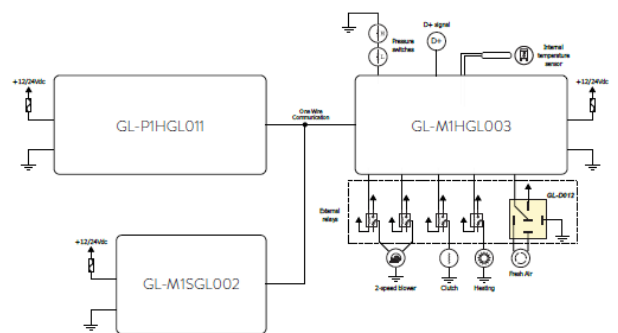 H
L
Pressure
switches
D+ signal
D+
Internal
temperature
sensor
+12/24Vdc
GL-P1HGL011
One Wire
Communication
GL-M1HGL003
+12/24Vdc
External
relays
GL-D012
2-speed blower
Clutch
Heating
Fresh Air
+12/24Vdc
GL-M1SGL002